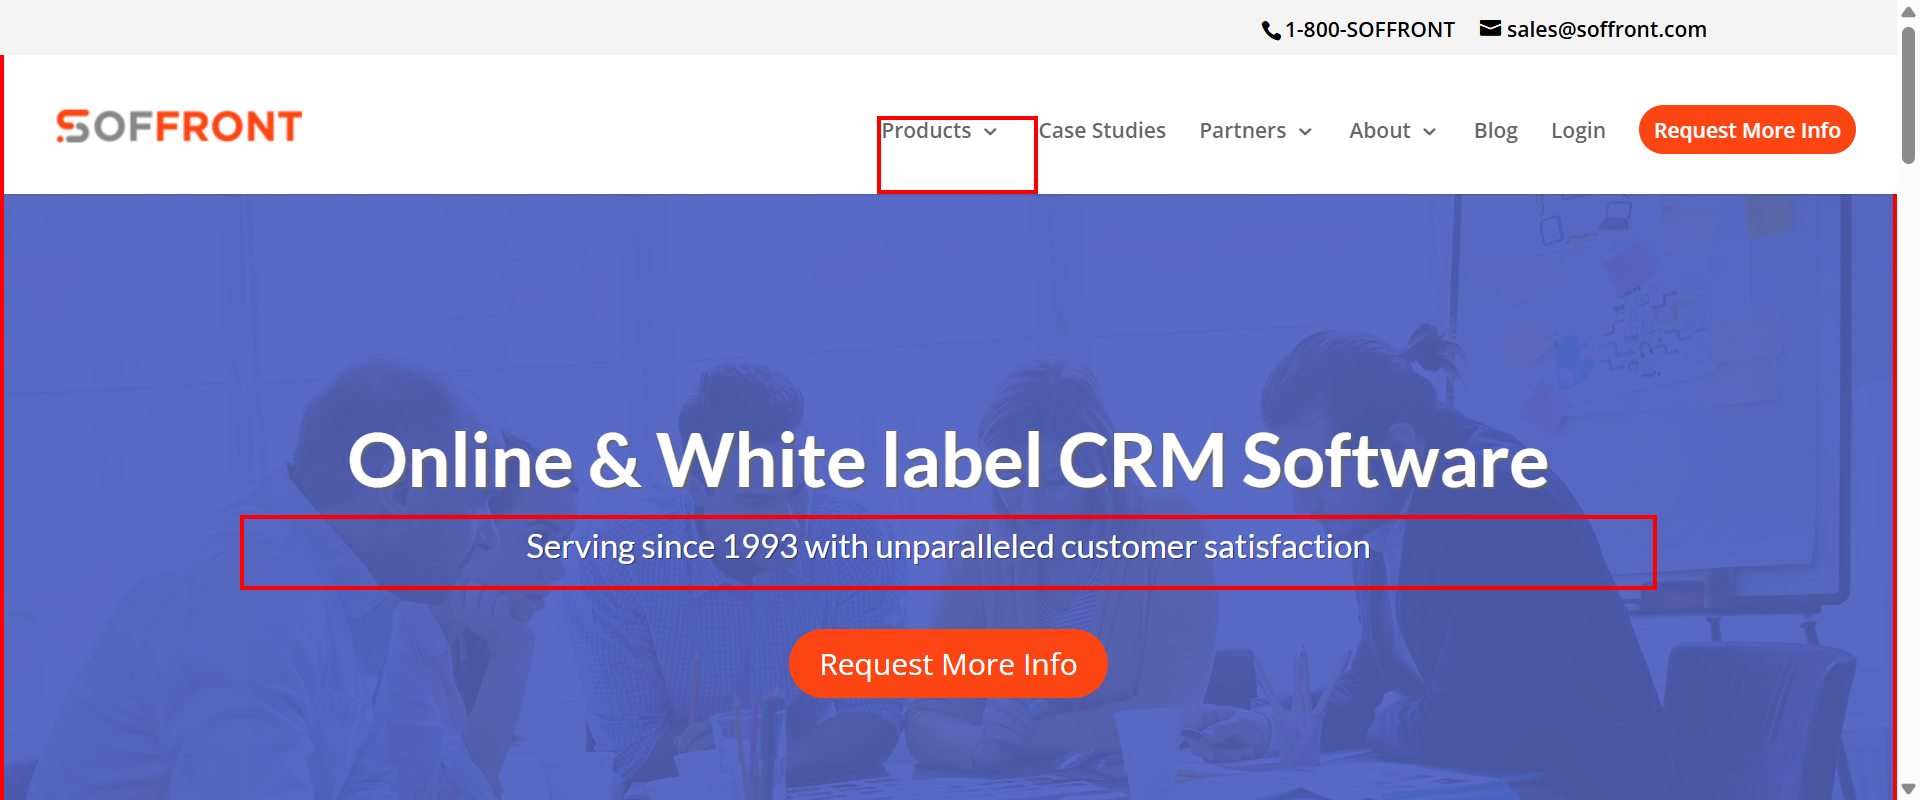 1-800-SOFFRONT sales@soffront.com
SOFFRONT
Products Case Studies Partners About Blog Login Request More Info
Online & White label CRM Software
Serving since 1993 with unparalleled customer satisfaction
Request More Info